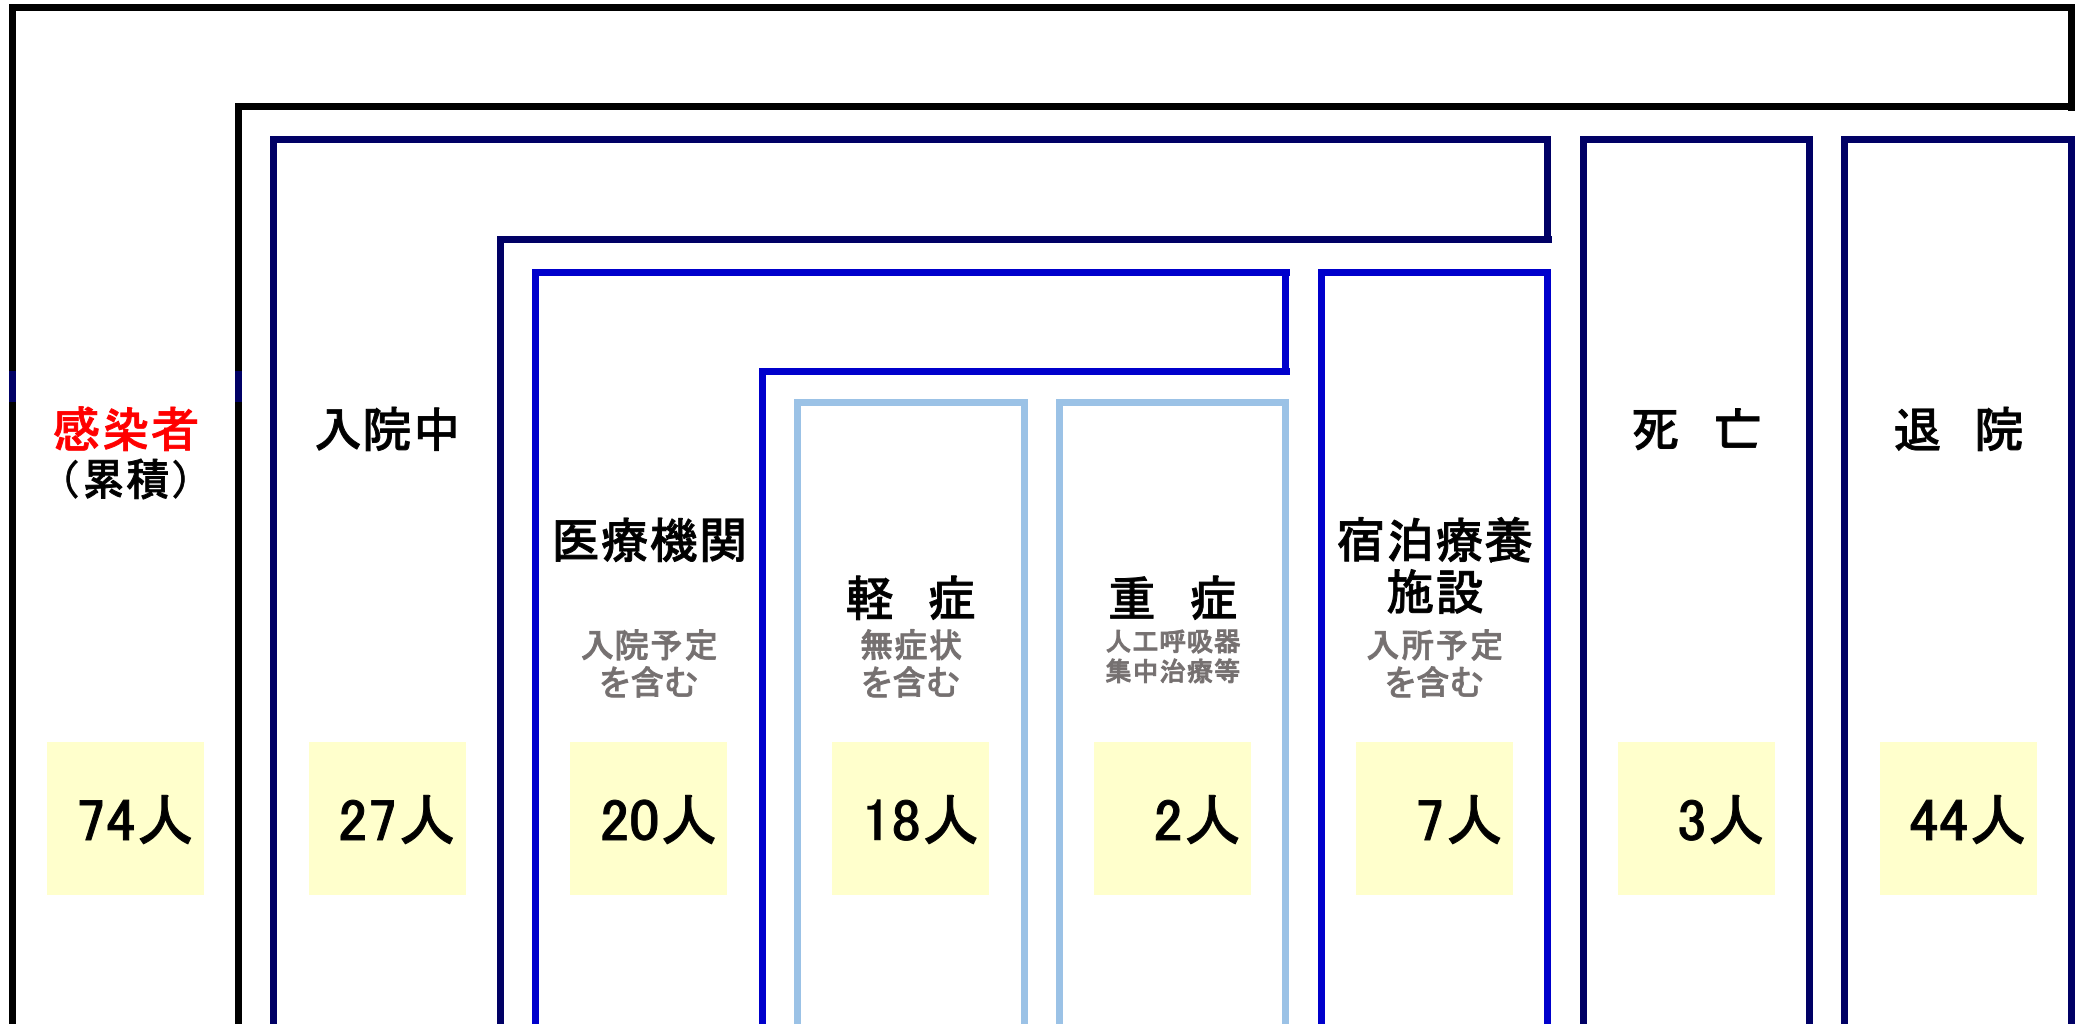 感染者
（累積）
74人
入院中
27人
医療機関
入院予定
を含む
20人
軽　症
無症状
を含む
18人
重　症
人工呼吸器
集中治療等
2人
宿泊療養
施設
入所予定
を含む
7人
死　亡
3人
退　院
44人